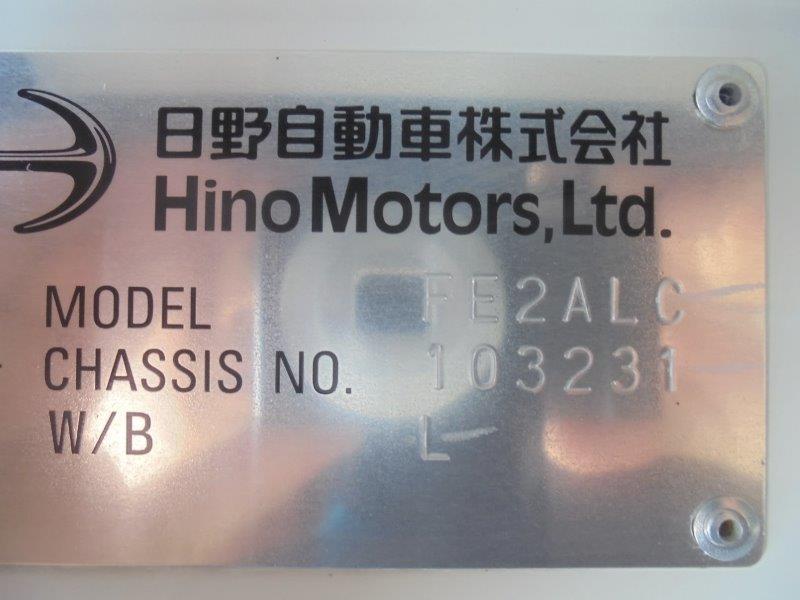 日野自動車株式会社
Hino Motors, Ltd.
MODEL FE2ALC
CHASSIS NO. 103231
W/B L